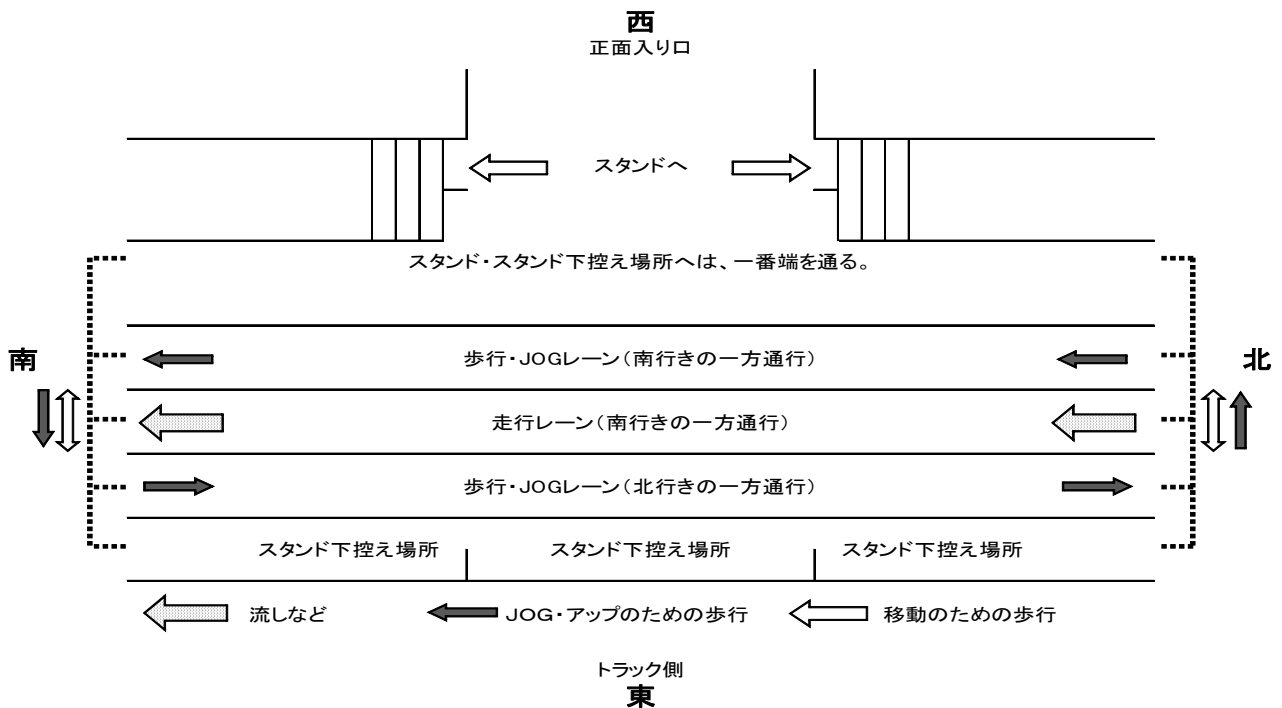 西
正面入り口
スタンドへ
スタンド・スタンド下控え場所へは、一番端を通る。
南
北
歩行・JOGレーン(南行きの一方通行)
走行レーン(南行きの一方通行)
歩行・JOGレーン(北行きの一方通行)
スタンド下控え場所 スタンド下控え場所 スタンド下控え場所
流しなど JOG・アップのための歩行 移動のための歩行
トラック側
東